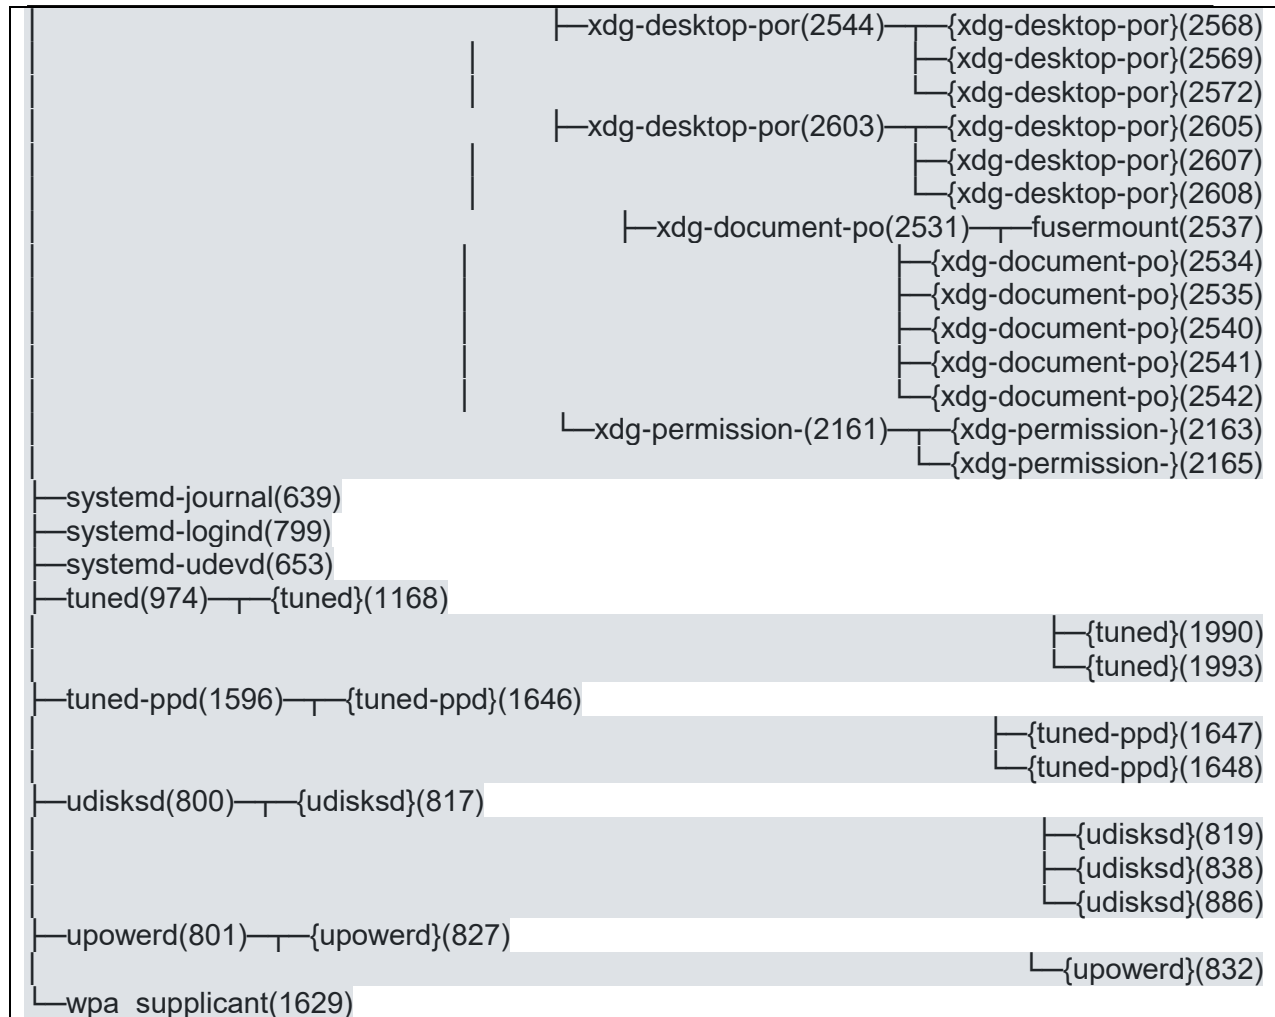 │ ├─xdg-desktop-por(2544)─┬─{xdg-desktop-por}(2568)
│ │ ├─{xdg-desktop-por}(2569)
│ │ └─{xdg-desktop-por}(2572)
│ ├─xdg-desktop-por(2603)─┬─{xdg-desktop-por}(2605)
│ │ ├─{xdg-desktop-por}(2607)
│ │ └─{xdg-desktop-por}(2608)
│ ├─xdg-document-po(2531)─┬─fusermount(2537)
│ │ ├─{xdg-document-po}(2534)
│ │ ├─{xdg-document-po}(2535)
│ │ ├─{xdg-document-po}(2540)
│ │ ├─{xdg-document-po}(2541)
│ │ └─{xdg-document-po}(2542)
│ └─xdg-permission-(2161)─┬─{xdg-permission-}(2163)
│ └─{xdg-permission-}(2165)
├─systemd-journal(639)
├─systemd-logind(799)
├─systemd-udevd(653)
├─tuned(974)─┬─{tuned}(1168)
│ ├─{tuned}(1990)
│ └─{tuned}(1993)
├─tuned-ppd(1596)─┬─{tuned-ppd}(1646)
│ ├─{tuned-ppd}(1647)
│ └─{tuned-ppd}(1648)
├─udisksd(800)─┬─{udisksd}(817)
│ ├─{udisksd}(819)
│ ├─{udisksd}(838)
│ └─{udisksd}(886)
├─upowerd(801)─┬─{upowerd}(827)
│ └─{upowerd}(832)
└─wpa_supplicant(1629)